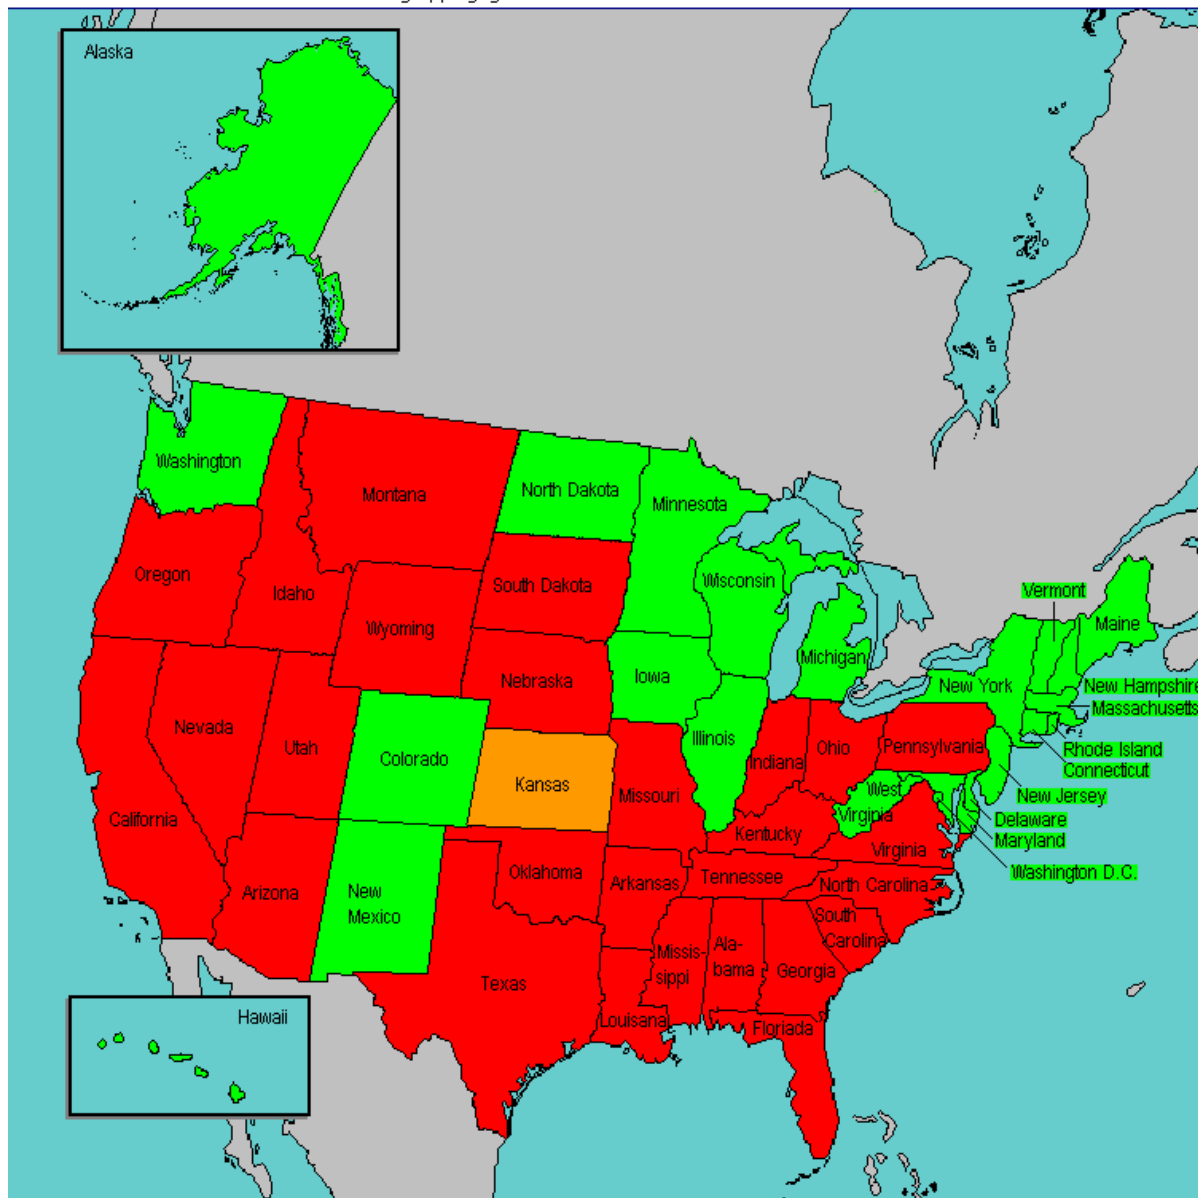 Alaska
Washington
Montana
North Dakota
Minnesota
Oregon
Idaho
South Dakota
Wisconsin
Vermont
Maine
Wyoming
Michigan
Nebraska
Iowa
New York
New Hampshire
Massachusetts
Nevada
Utah
Colorado
Kansas
Illinois
Indiana
Ohio
Pennsylvania
Rhode Island
Connecticut
Missouri
West
Virginia
New Jersey
California
Kentucky
Delaware
Maryland
Virginia
Washington D.C.
Arizona
New
Mexico
Oklahoma
Arkansas
Tennessee
North Carolina
South
Carolina
Missis-
sippi
Ala-
bama
Georgia
Texas
Louisana
Floriada
Hawaii